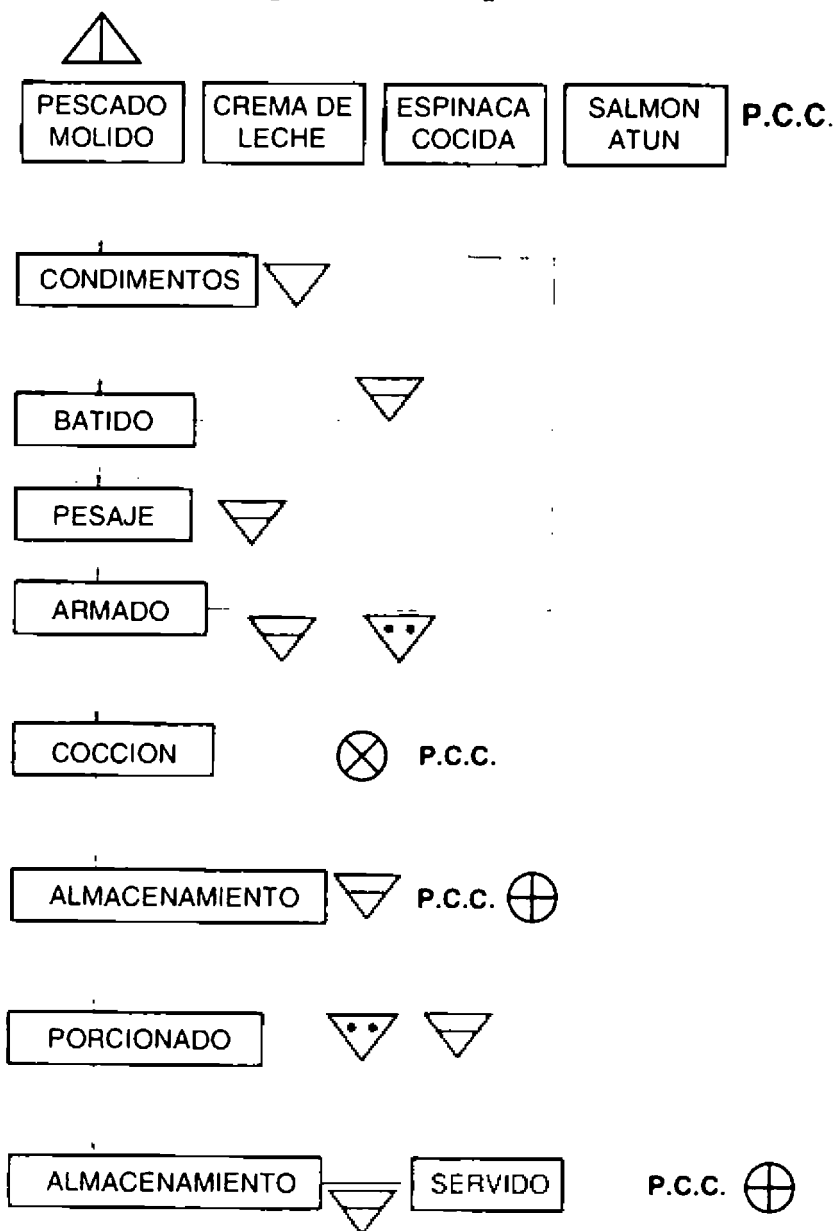 PESCADO MOLIDO
CREMA DE LECHE
ESPINACA COCIDA
SALMON ATUN
P.C.C.
CONDIMENTOS
BATIDO
PESAJE
ARMADO
COCCION P.C.C.
ALMACENAMIENTO P.C.C.
PORCIONADO
ALMACENAMIENTO SERVIDO P.C.C.